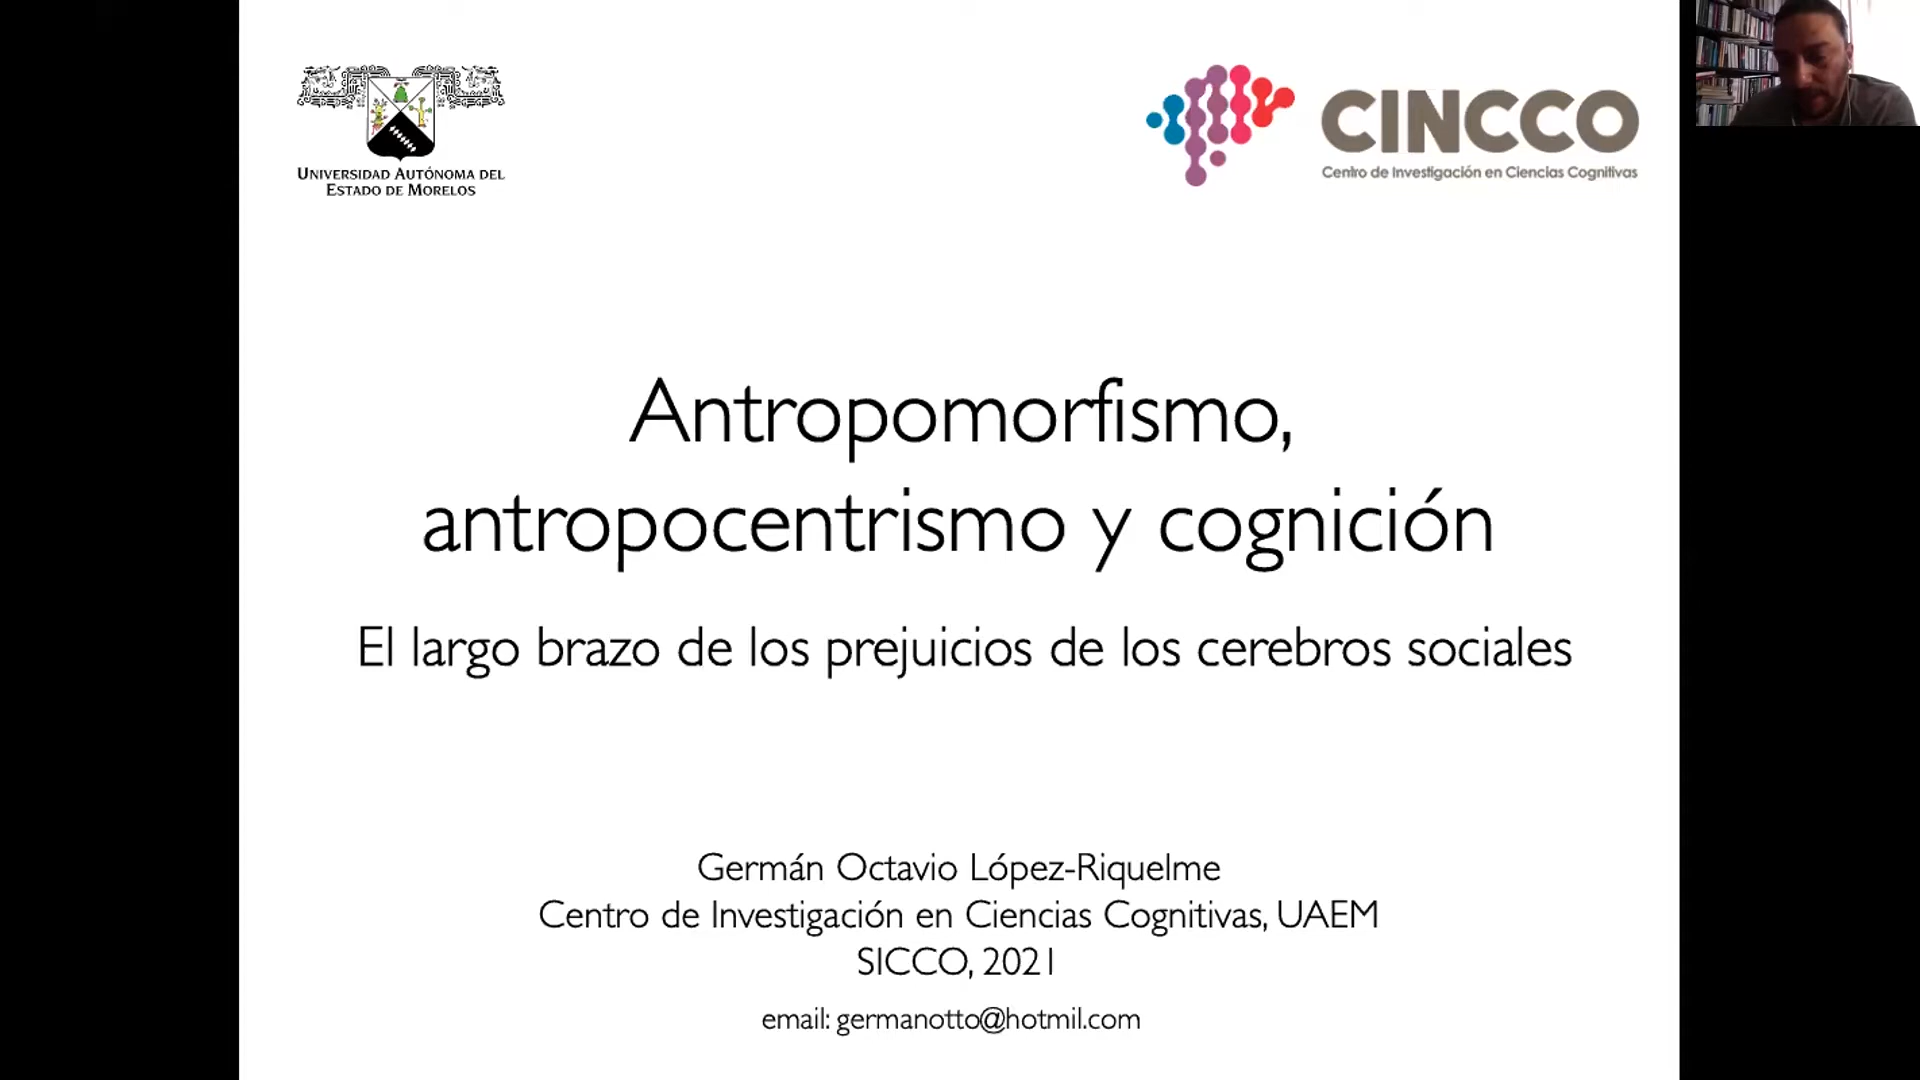 UNIVERSIDAD AUTÓNOMA DEL
ESTADO DE MORELOS
CINCCO
Centro de Investigación en Ciencias Cognitivas
Antropomorfismo,
antropocentrismo y cognición
El largo brazo de los prejuicios de los cerebros sociales
Germán Octavio López-Riquelme
Centro de Investigación en Ciencias Cognitivas, UAEM
SICCO, 2021
email: germanotto@hotmil.com